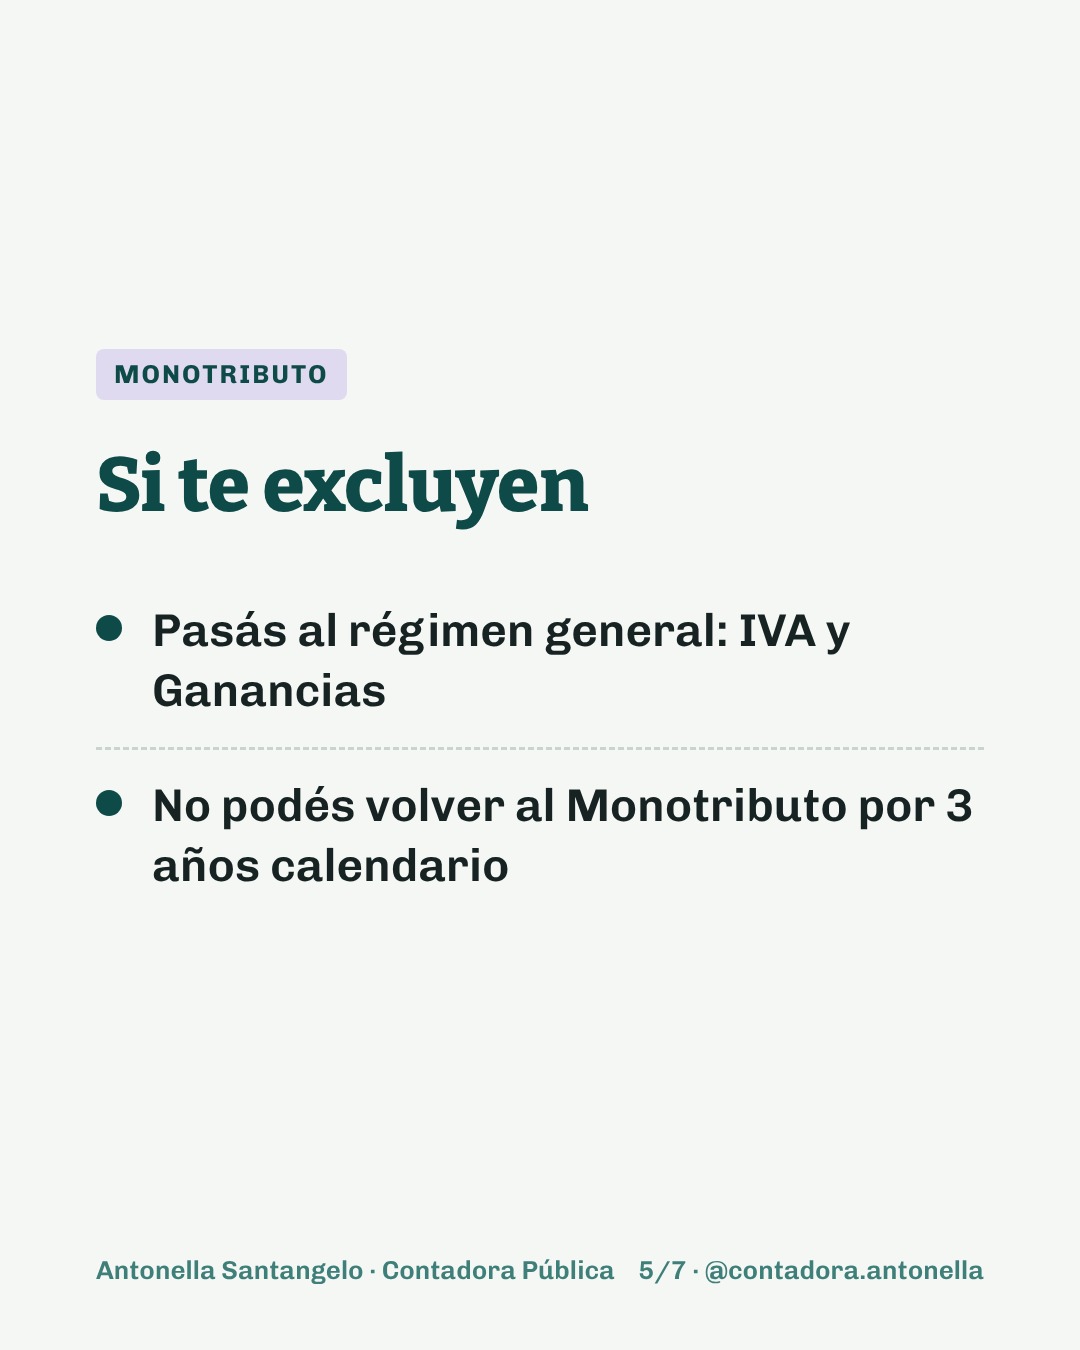 MONOTRIBUTO
Si te excluyen
Pasás al régimen general: IVA y
Ganancias
No podés volver al Monotributo por 3
años calendario
Antonella Santangelo · Contadora Pública 5/7 · @contadora.antonella